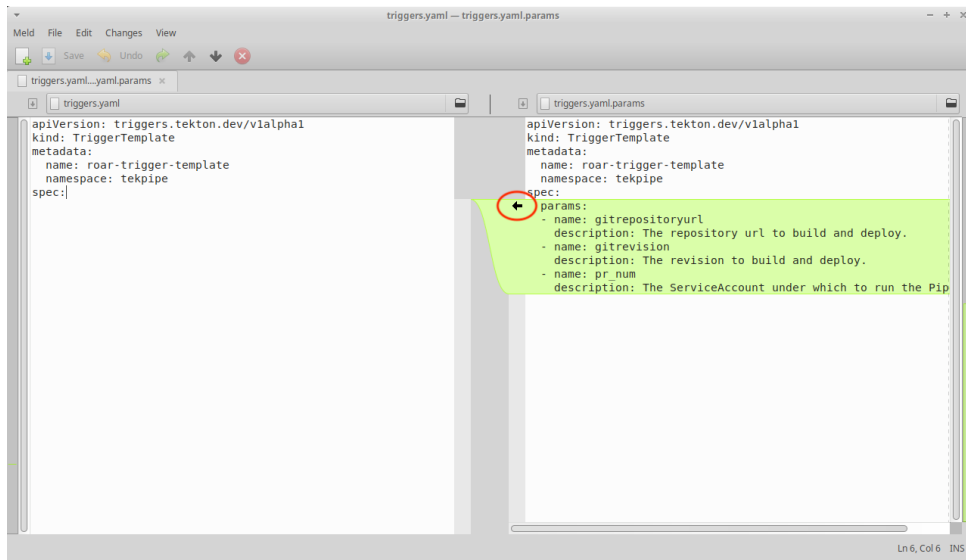 triggers.yaml — triggers.yaml.params
Meld File Edit Changes View
Save Undo
triggers.yaml....yaml.params
triggers.yaml
triggers.yaml.params
apiVersion: triggers.tekton.dev/v1alpha1
kind: TriggerTemplate
metadata:
  name: roar-trigger-template
  namespace: tekpipe
spec:
apiVersion: triggers.tekton.dev/v1alpha1
kind: TriggerTemplate
metadata:
  name: roar-trigger-template
  namespace: tekpipe
spec:
  params:
  - name: gitrepositoryurl
    description: The repository url to build and deploy.
  - name: gitrevision
    description: The revision to build and deploy.
  - name: pr_num
    description: The ServiceAccount under which to run the Pip
Ln 6, Col 6 INS